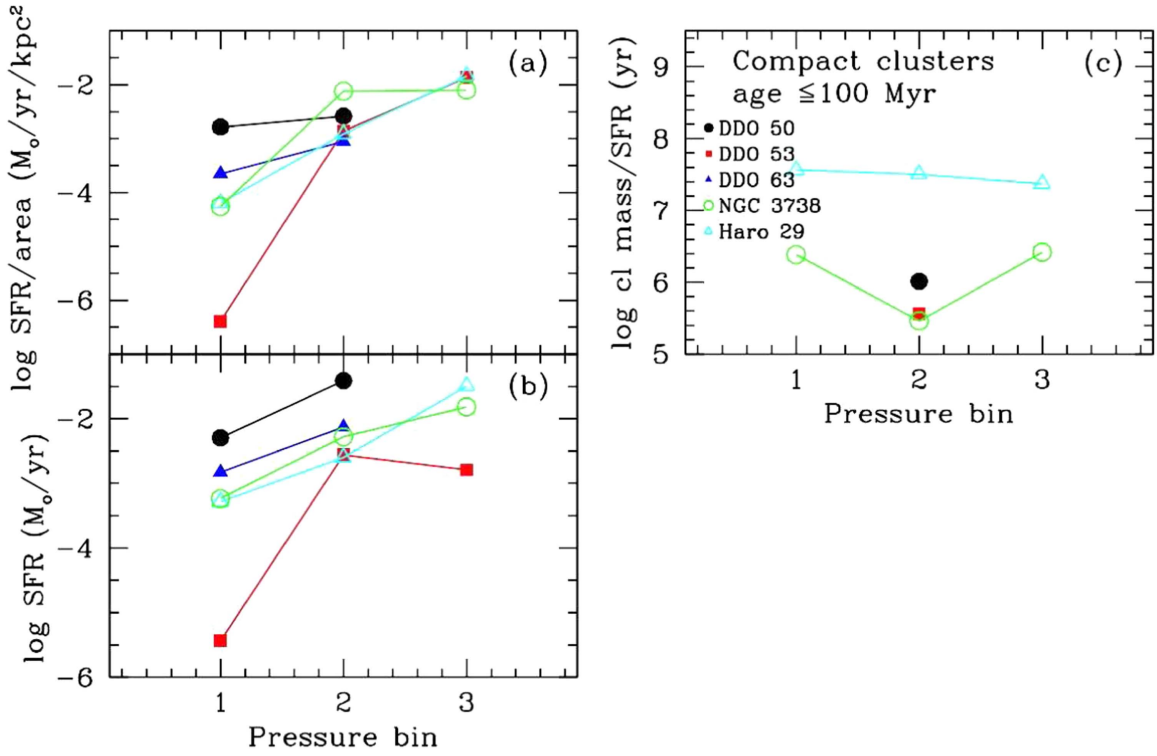 log SFR/area (M₀/yr/kpc²
(a)
-2
-4
-6
log SFR (M₀/yr)
(b)
-2
-4
-6
1 2 3
Pressure bin
log cl mass/SFR (yr)
(c)
Compact clusters
age ≦100 Myr
DDO 50
DDO 53
DDO 63
NGC 3738
Haro 29
9
8
7
6
5
1 2 3
Pressure bin